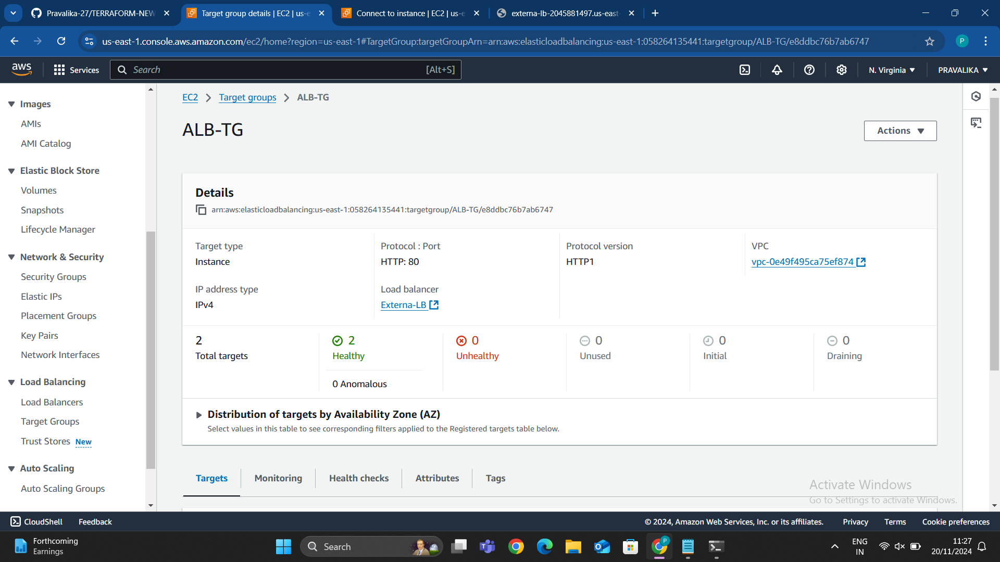 Pravalika-27/TERRAFORM-NEW
Target group details | EC2 | us-e
Connect to instance | EC2 | us-e
externa-lb-2045881497.us-east-
us-east-1.console.aws.amazon.com/ec2/home?region=us-east-1#TargetGroup:targetGroupArn=arn:aws:elasticloadbalancing:us-east-1:058264135441:targetgroup/ALB-TG/e8ddbc76b7ab6747
P
aws
Services
Search
[Alt+S]
N. Virginia
PRAVALIKA
Images
AMIs
AMI Catalog
Elastic Block Store
Volumes
Snapshots
Lifecycle Manager
Network & Security
Security Groups
Elastic IPs
Placement Groups
Key Pairs
Network Interfaces
Load Balancing
Load Balancers
Target Groups
Trust Stores New
Auto Scaling
Auto Scaling Groups
EC2 > Target groups > ALB-TG
ALB-TG
Actions
Details
arn:aws:elasticloadbalancing:us-east-1:058264135441:targetgroup/ALB-TG/e8ddbc76b7ab6747
Target type
Instance
Protocol : Port
HTTP: 80
Protocol version
HTTP1
VPC
vpc-0e49f495ca75ef874
IP address type
IPv4
Load balancer
Externa-LB
2
Total targets
2
Healthy
0 Anomalous
0
Unhealthy
0
Unused
0
Initial
0
Draining
Distribution of targets by Availability Zone (AZ)
Select values in this table to see corresponding filters applied to the Registered targets table below.
Targets
Monitoring
Health checks
Attributes
Tags
Activate Windows
Go to Settings to activate Windows.
CloudShell
Feedback
© 2024, Amazon Web Services, Inc. or its affiliates.
Privacy
Terms
Cookie preferences
Forthcoming
Earnings
Search
P
ENG
IN
11:27
20/11/2024